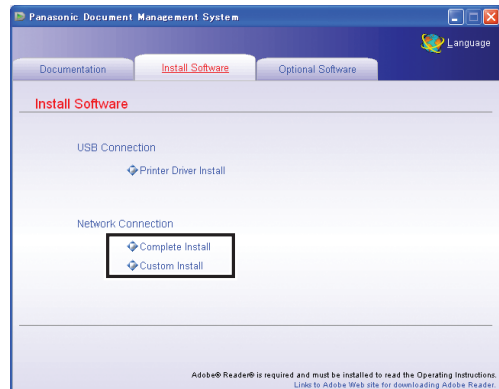 Panasonic Document Management System
Language
Documentation
Install Software
Optional Software
Install Software
USB Connection
Printer Driver Install
Network Connection
Complete Install
Custom Install
Adobe® Reader® is required and must be installed to read the Operating Instructions.
Links to Adobe Web site for downloading Adobe Reader.